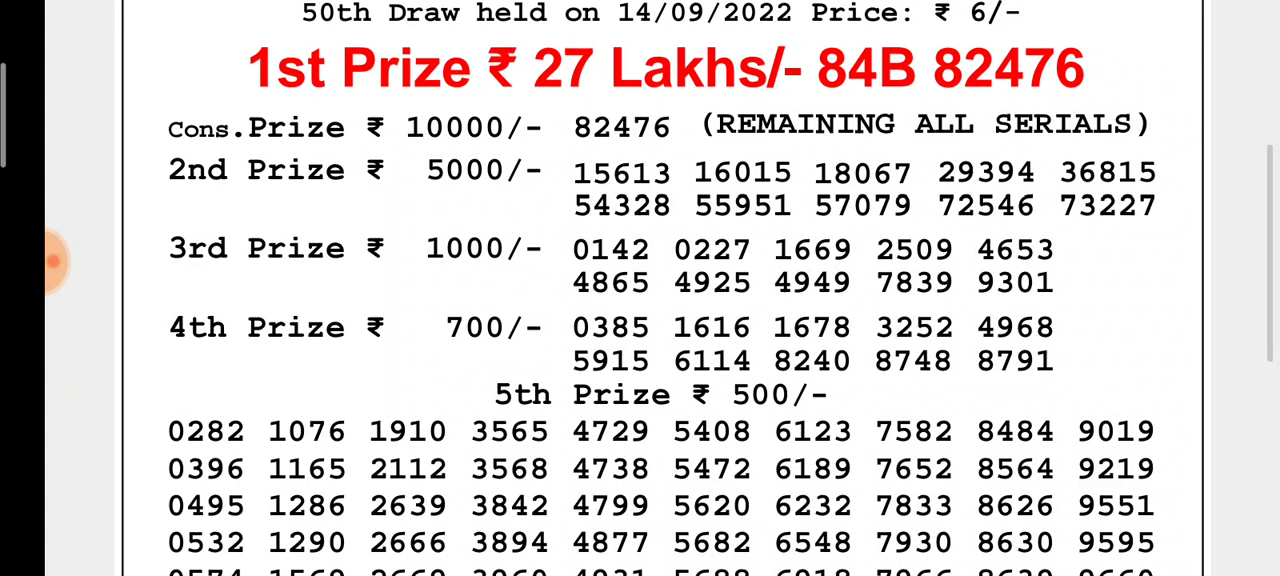 50th Draw held on 14/09/2022 Price: ₹ 6/-
1st Prize ₹ 27 Lakhs/- 84B 82476
Cons.Prize ₹ 10000/- 82476 (REMAINING ALL SERIALS)
2nd Prize ₹ 5000/- 15613 16015 18067 29394 36815
54328 55951 57079 72546 73227
3rd Prize ₹ 1000/- 0142 0227 1669 2509 4653
4865 4925 4949 7839 9301
4th Prize ₹ 700/- 0385 1616 1678 3252 4968
5915 6114 8240 8748 8791
5th Prize ₹ 500/-
0282 1076 1910 3565 4729 5408 6123 7582 8484 9019
0396 1165 2112 3568 4738 5472 6189 7652 8564 9219
0495 1286 2639 3842 4799 5620 6232 7833 8626 9551
0532 1290 2666 3894 4877 5682 6548 7930 8630 9595